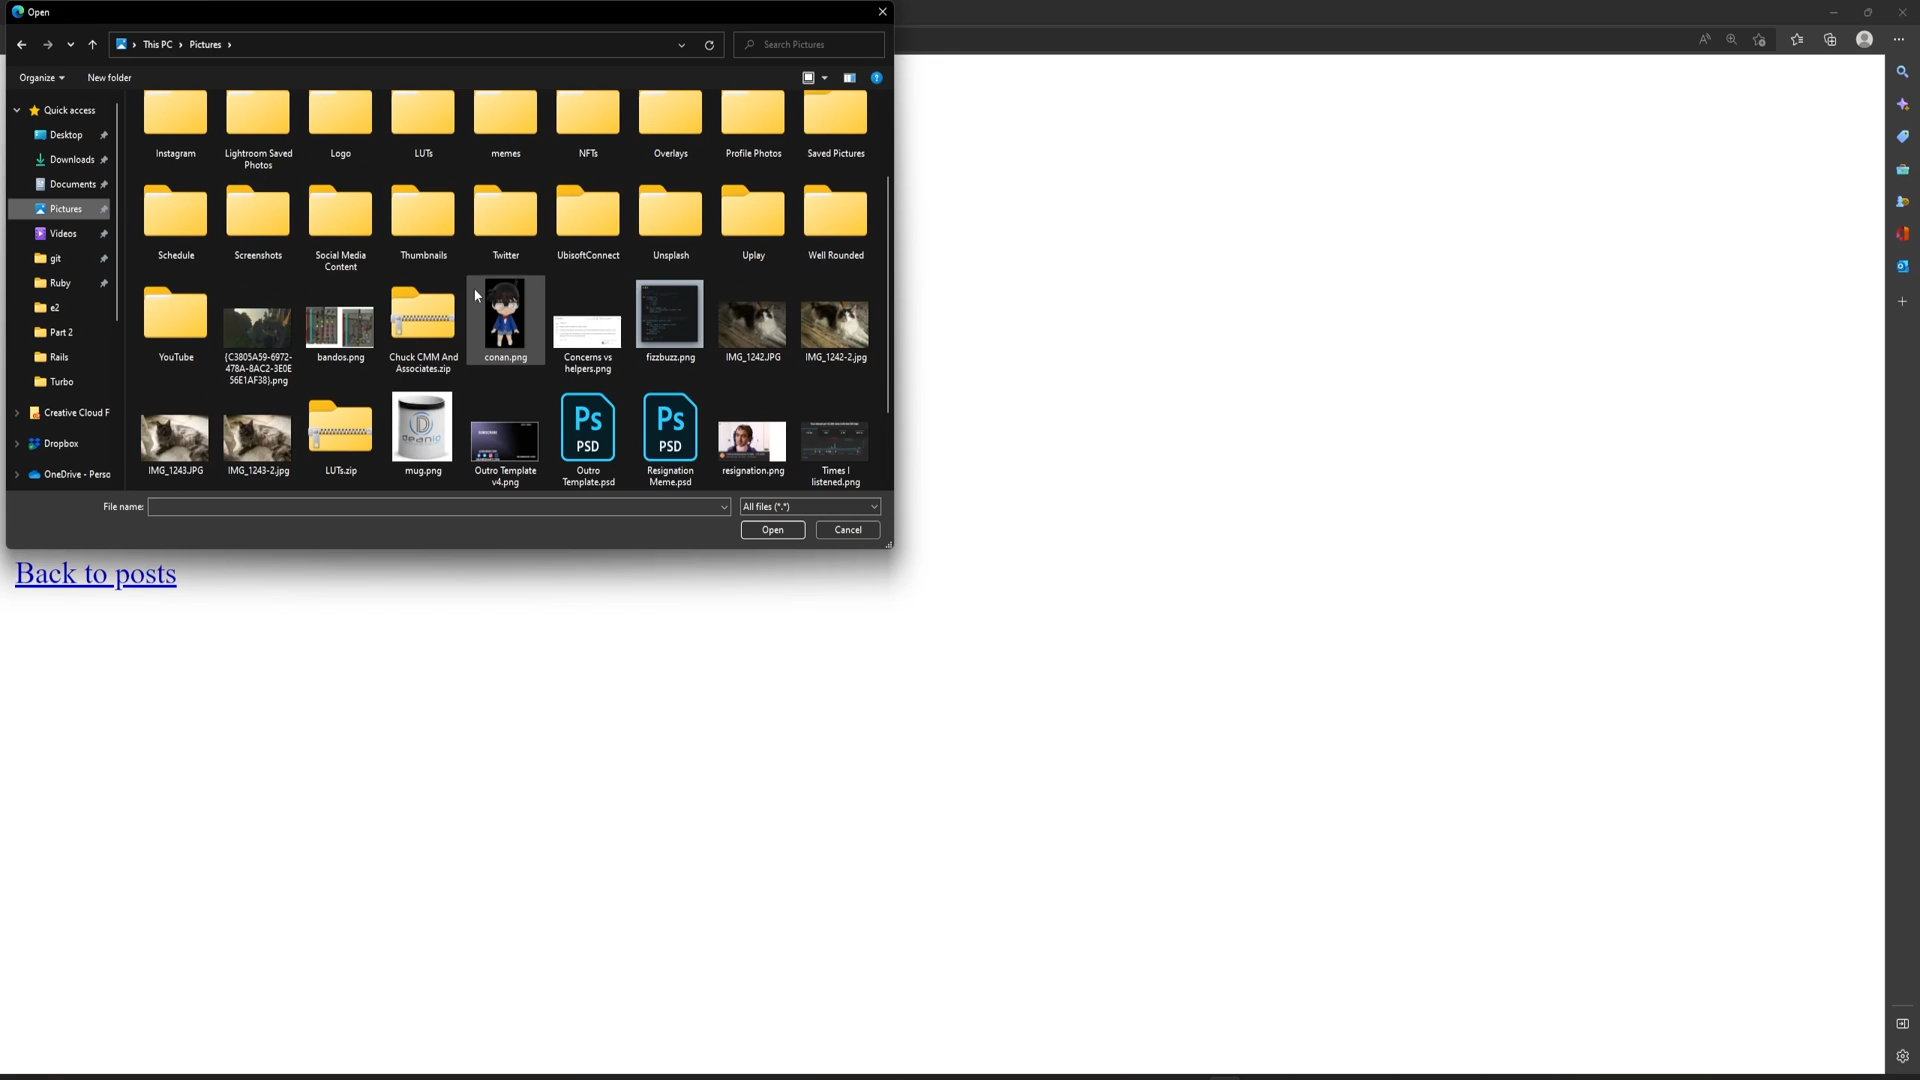 Open
This PC > Pictures >
Search Pictures
Organize
New folder
Quick access
Desktop
Downloads
Documents
Pictures
Videos
git
Ruby
e2
Part 2
Rails
Turbo
Creative Cloud F
Dropbox
OneDrive - Perso
Instagram
Lightroom Saved
Photos
Logo
LUTs
memes
NFTs
Overlays
Profile Photos
Saved Pictures
Schedule
Screenshots
Social Media
Content
Thumbnails
Twitter
UbisoftConnect
Unsplash
Uplay
Well Rounded
YouTube
{C3805A59-6972-
478A-8AC2-3E0E
56E1AF38}.png
bandos.png
Chuck CMM And
Associates.zip
conan.png
Concerns vs
helpers.png
fizzbuzz.png
IMG_1242.JPG
IMG_1242-2.jpg
IMG_1243.JPG
IMG_1243-2.jpg
LUTs.zip
deanin
mug.png
Outro Template
v4.png
Ps
PSD
Outro
Template.psd
Ps
PSD
Resignation
Meme.psd
resignation.png
Times I
listened.png
File name:
All files (*.*)
Open
Cancel
Back to posts